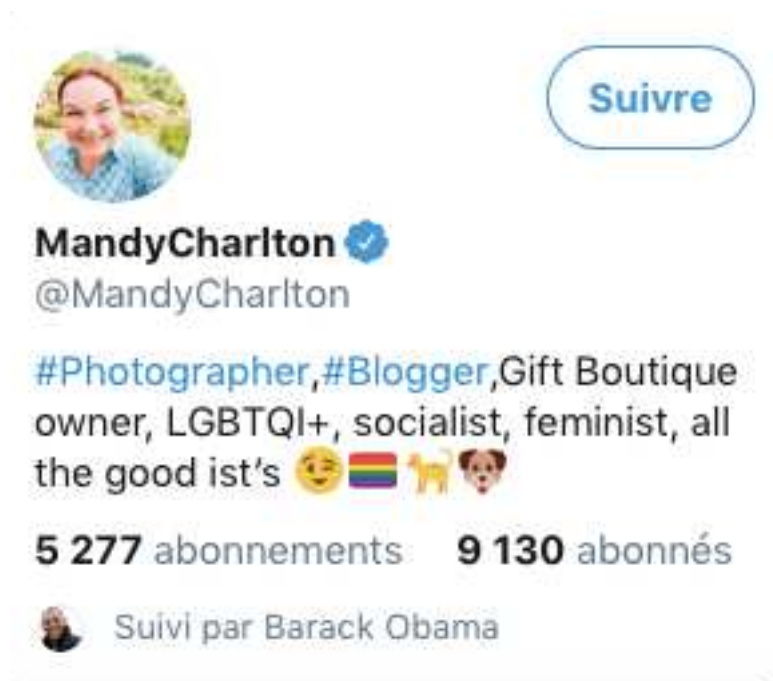 Suivre
MandyCharlton
@MandyCharlton
#Photographer,#Blogger,Gift Boutique
owner, LGBTQI+, socialist, feminist, all
the good ist's 😉🏳️‍🌈🐈🐶
5 277 abonnements 9 130 abonnés
Suivi par Barack Obama